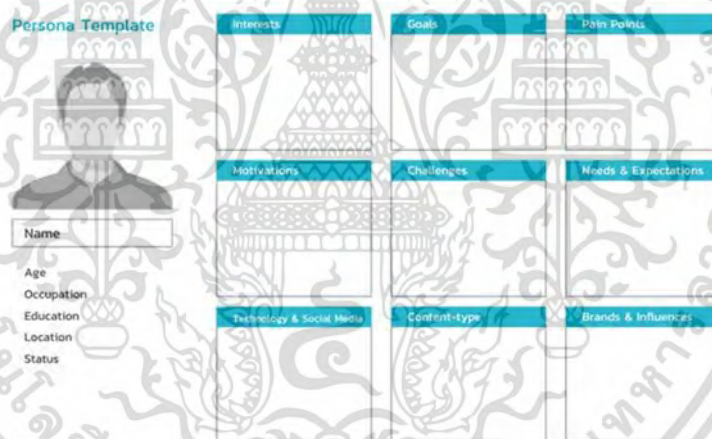 Persona Template
Name
Age
Occupation
Education
Location
Status
Interests
Goals
Pain Points
Motivations
Challenges
Needs & Expectations
Technology & Social Media
Content-type
Brands & Influences